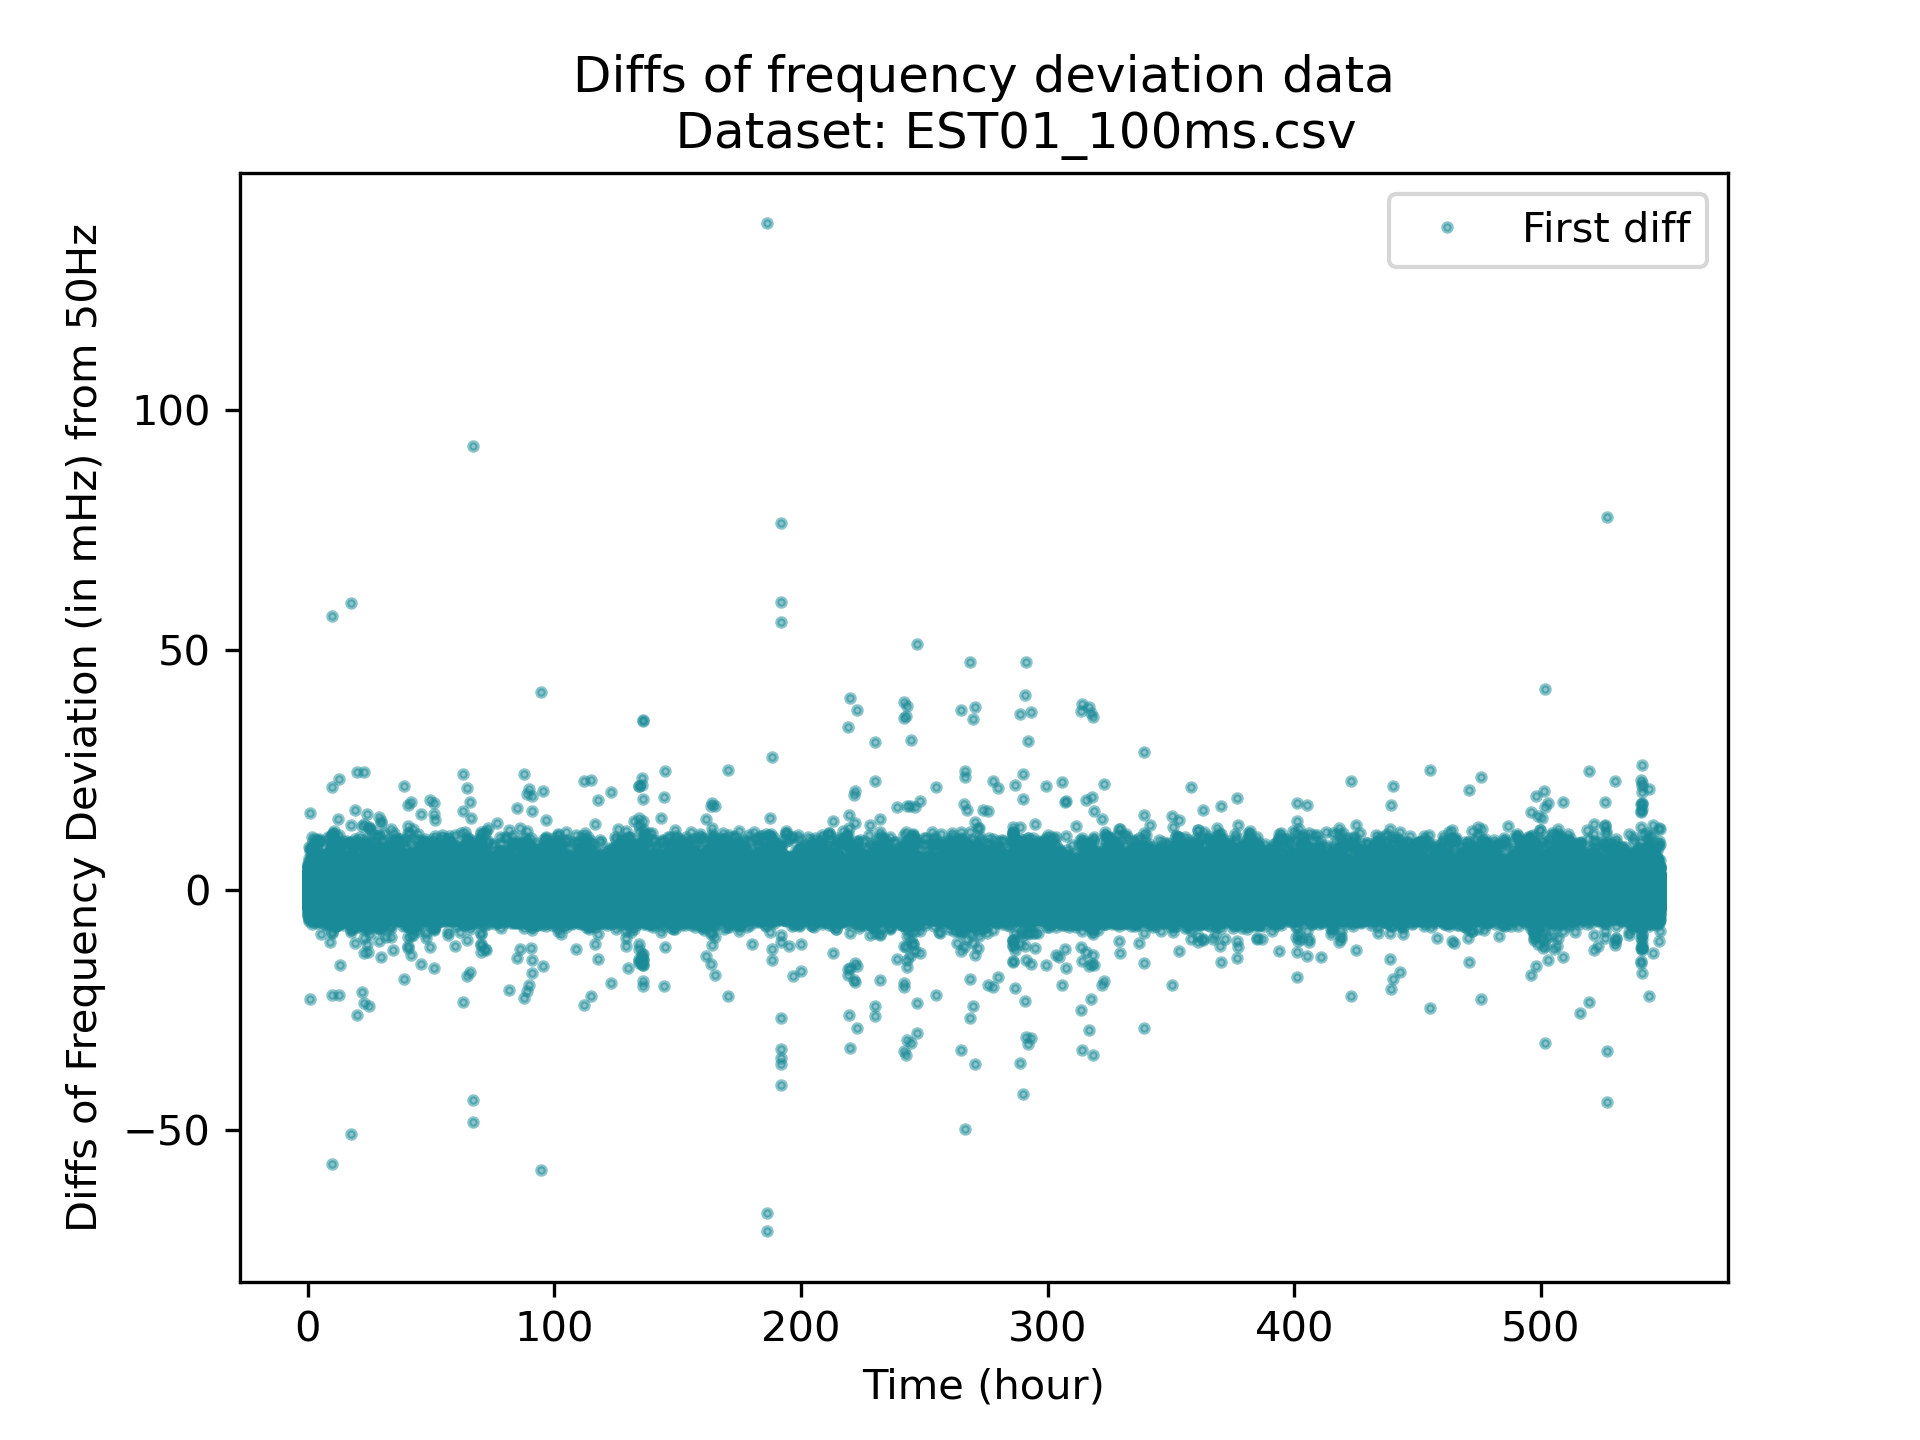 Diffs of frequency deviation data
Dataset: EST01_100ms.csv
First diff
Diffs of Frequency Deviation (in mHz) from 50Hz
100
50
0
−50
0 100 200 300 400 500
Time (hour)